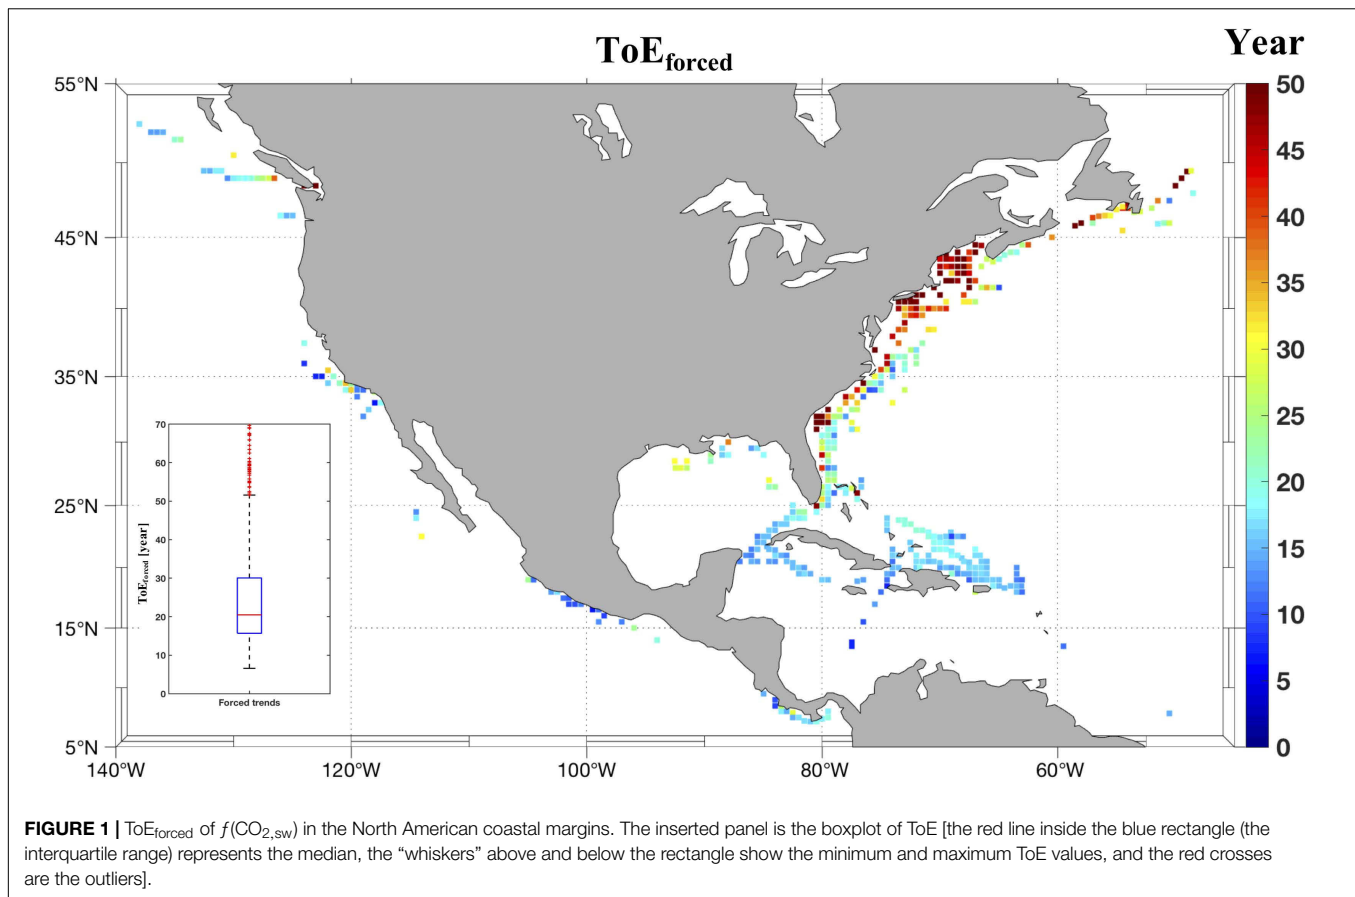 ToEforced
Year
55°N
45°N
35°N
25°N
15°N
5°N
140°W
120°W
100°W
80°W
60°W
50
45
40
35
30
25
20
15
10
5
0
70
60
50
40
30
20
10
0
ToEforced [year]
Forced trends
FIGURE 1 | ToEforced of f(CO2,sw) in the North American coastal margins. The inserted panel is the boxplot of ToE [the red line inside the blue rectangle (the
interquartile range) represents the median, the “whiskers” above and below the rectangle show the minimum and maximum ToE values, and the red crosses
are the outliers].